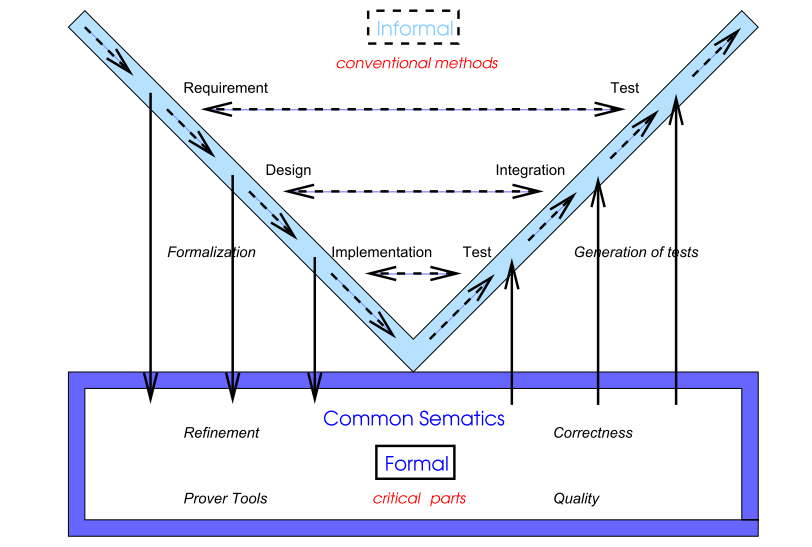 Informal
conventional methods
Requirement
Test
Design
Integration
Formalization
Implementation
Test
Generation of tests
Common Sematics
Refinement
Correctness
Formal
Prover Tools
critical parts
Quality